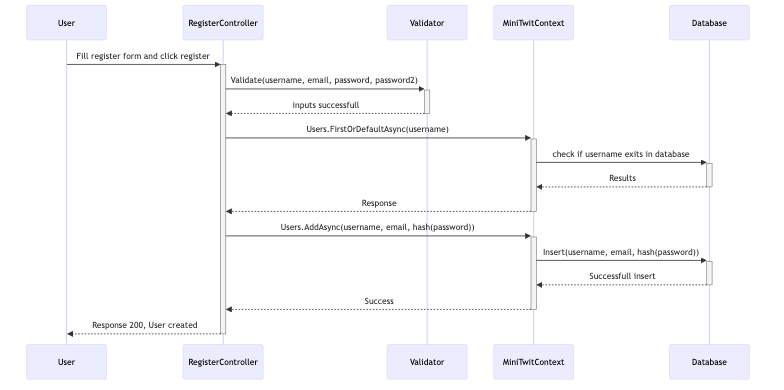 User RegisterController Validator MiniTwitContext Database
Fill register form and click register
Validate(username, email, password, password2)
inputs successfull
Users.FirstOrDefaultAsync(username)
check if username exits in database
Results
Response
Users.AddAsync(username, email, hash(password))
Insert(username, email, hash(password))
Successfull insert
Success
Response 200, User created
User RegisterController Validator MiniTwitContext Database